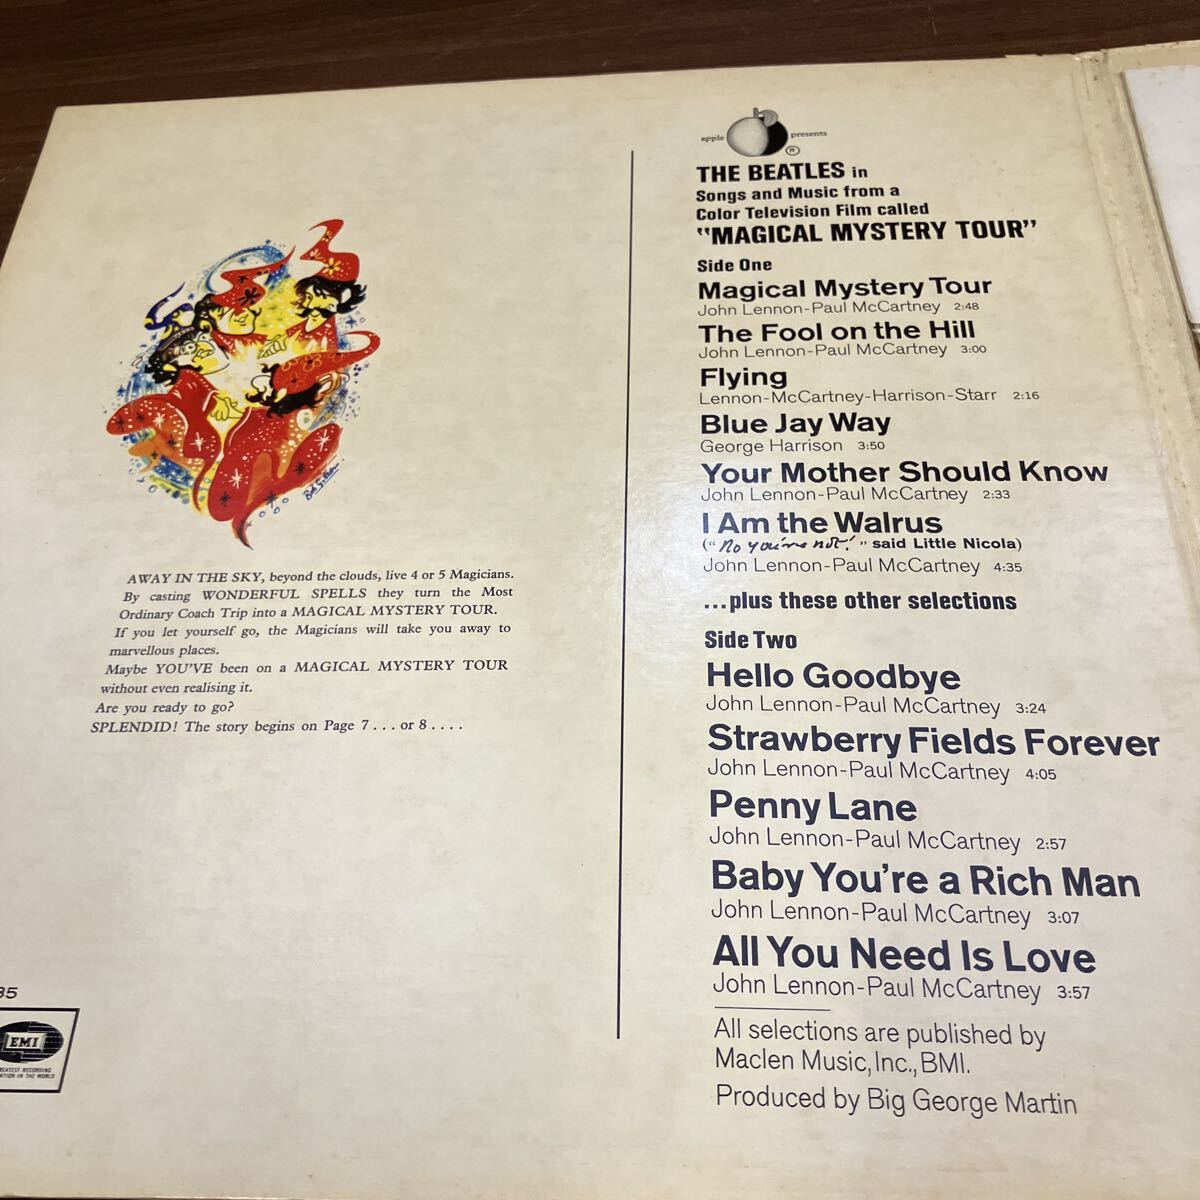 AWAY IN THE SKY, beyond the clouds, live 4 or 5 Magicians.
By casting WONDERFUL SPELLS they turn the Most
Ordinary Coach Trip into a MAGICAL MYSTERY TOUR.
If you let yourself go, the Magicians will take you away to
marvellous places.
Maybe YOU'VE been on a MAGICAL MYSTERY TOUR
without even realising it.
Are you ready to go?
SPLENDID! The story begins on Page 7 . . . or 8 . . . .
EMI
apple presents
®
THE BEATLES in
Songs and Music from a
Color Television Film called
"MAGICAL MYSTERY TOUR"
Side One
Magical Mystery Tour
John Lennon-Paul McCartney 2:48
The Fool on the Hill
John Lennon-Paul McCartney 3:00
Flying
Lennon-McCartney-Harrison-Starr 2:16
Blue Jay Way
George Harrison 3:50
Your Mother Should Know
John Lennon-Paul McCartney 2:33
I Am the Walrus
("No you're not!" said Little Nicola)
John Lennon-Paul McCartney 4:35
...plus these other selections
Side Two
Hello Goodbye
John Lennon-Paul McCartney 3:24
Strawberry Fields Forever
John Lennon-Paul McCartney 4:05
Penny Lane
John Lennon-Paul McCartney 2:57
Baby You're a Rich Man
John Lennon-Paul McCartney 3:07
All You Need Is Love
John Lennon-Paul McCartney 3:57
All selections are published by
Maclen Music, Inc., BMI.
Produced by Big George Martin